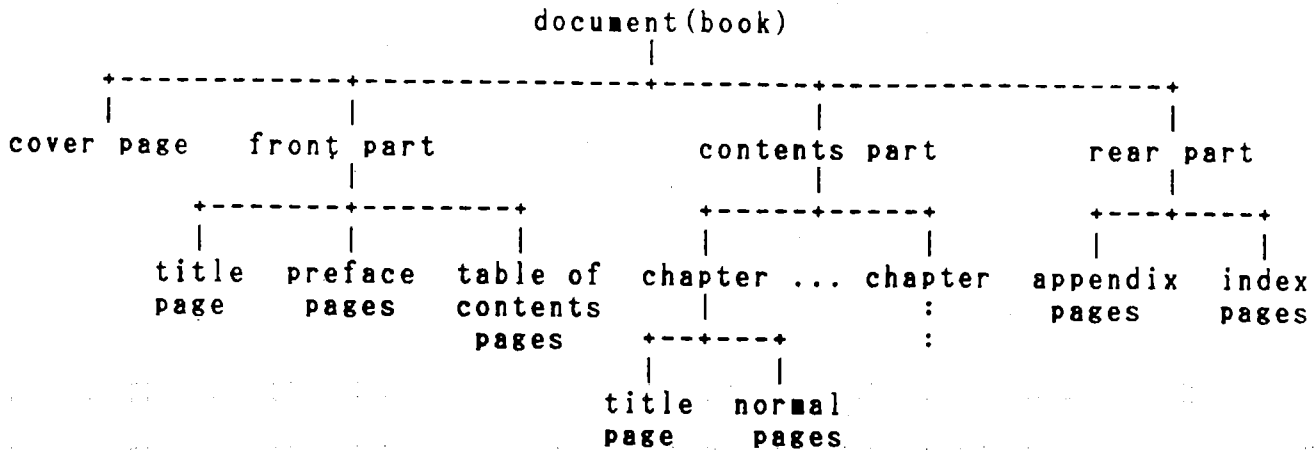 document(book)
cover page front part contents part rear part
title preface table of chapter ... chapter appendix index
page pages contents : pages pages
pages :
title normal
page pages